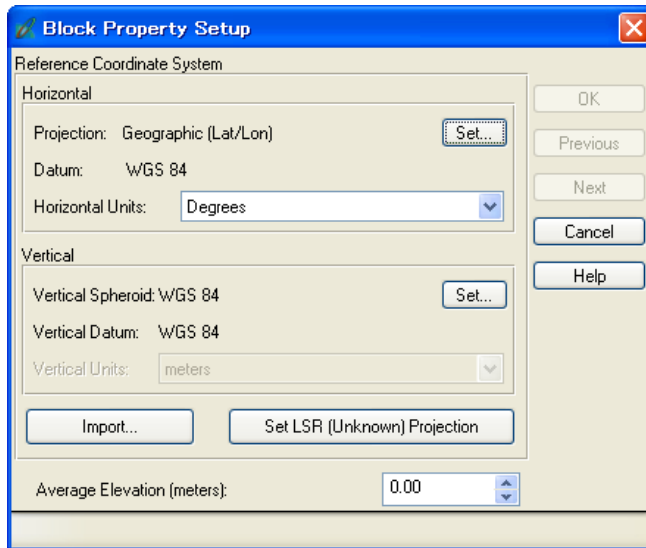 Block Property Setup
Reference Coordinate System
Horizontal
Projection: Geographic (Lat/Lon)
Set...
Datum: WGS 84
Horizontal Units: Degrees
Vertical
Vertical Spheroid: WGS 84
Set...
Vertical Datum: WGS 84
Vertical Units: meters
Import...
Set LSR (Unknown) Projection
Average Elevation (meters): 0.00
OK
Previous
Next
Cancel
Help